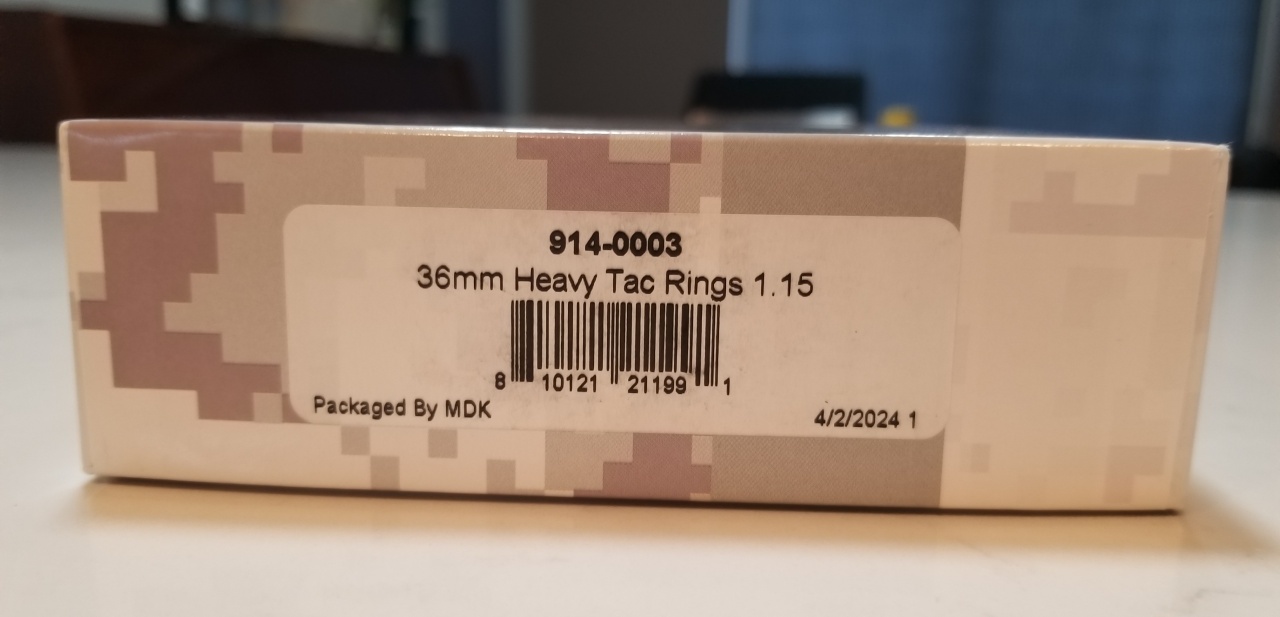 914-0003
36mm Heavy Tac Rings 1.15
8 10121 21199 1
Packaged By MDK
4/2/2024 1